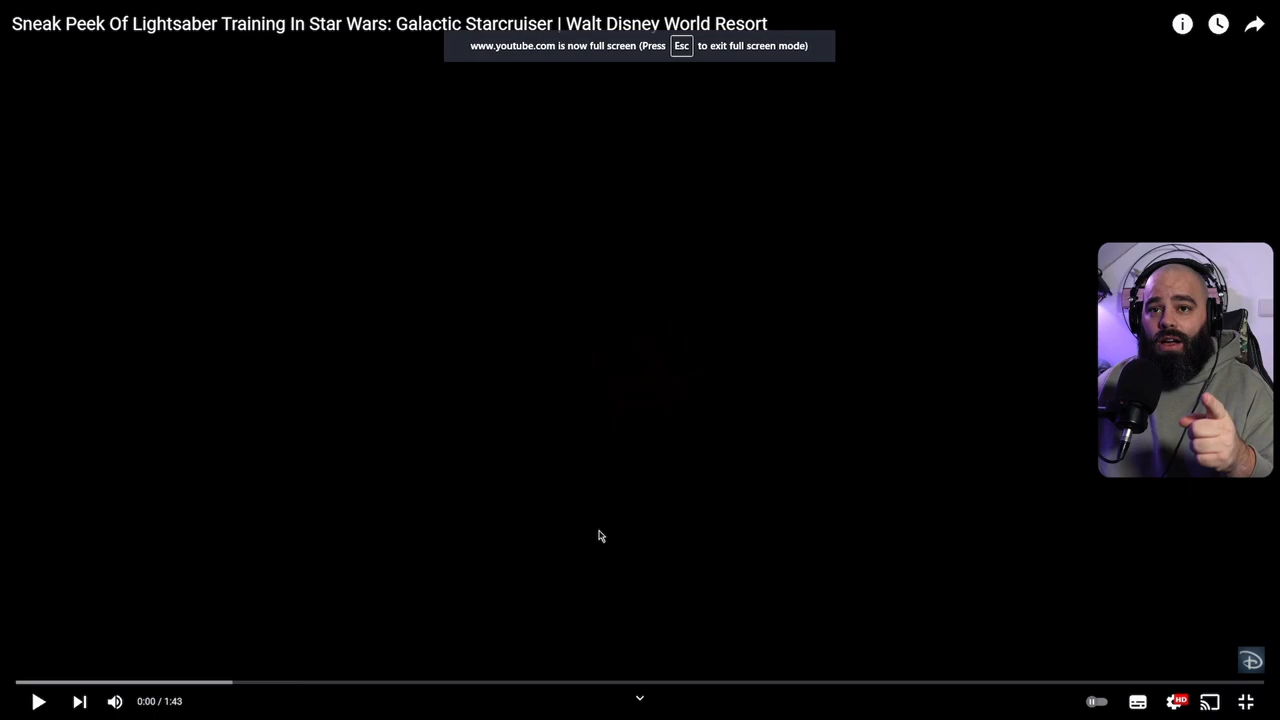 Sneak Peek Of Lightsaber Training In Star Wars: Galactic Starcruiser | Walt Disney World Resort
www.youtube.com is now full screen (Press Esc to exit full screen mode)
0:00 / 1:43
HD